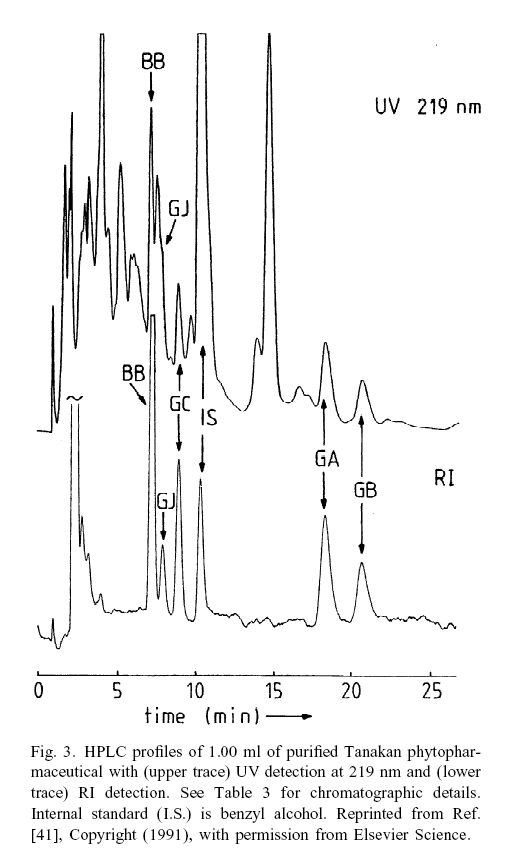 BB
UV 219 nm
GJ
BB
GC
IS
GA
RI
GB
GJ
0 5 10 15 20 25
time (min)
Fig. 3. HPLC profiles of 1.00 ml of purified Tanakan phytophar-
maceutical with (upper trace) UV detection at 219 nm and (lower
trace) RI detection. See Table 3 for chromatographic details.
Internal standard (I.S.) is benzyl alcohol. Reprinted from Ref.
[41], Copyright (1991), with permission from Elsevier Science.